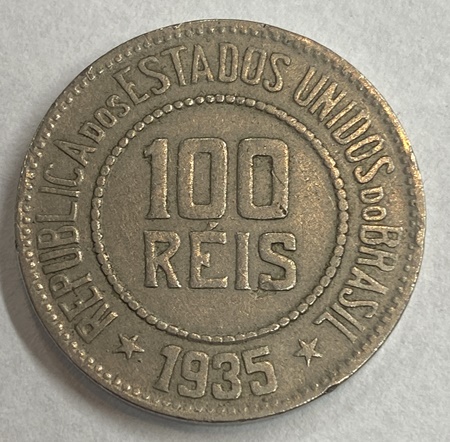 REPUBLICA DOS ESTADOS UNIDOS DO BRASIL
100
RÉIS
1935